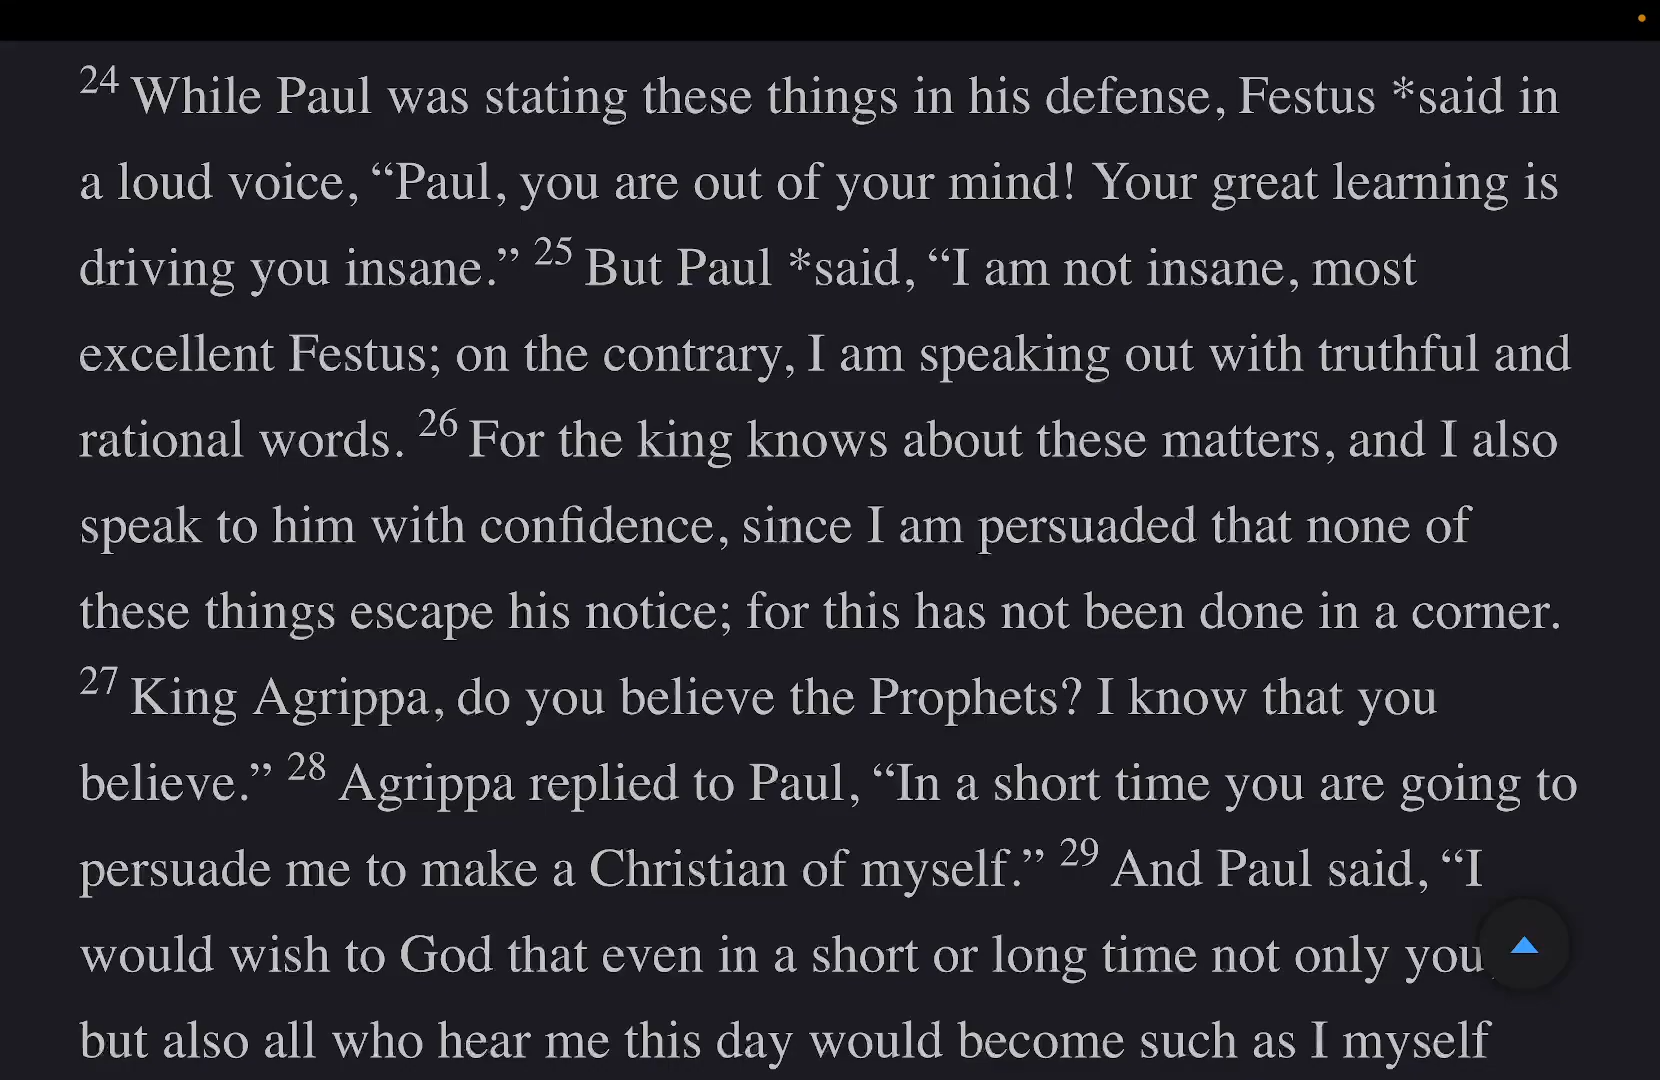 24 While Paul was stating these things in his defense, Festus *said in
a loud voice, “Paul, you are out of your mind! Your great learning is
driving you insane.” 25 But Paul *said, “I am not insane, most
excellent Festus; on the contrary, I am speaking out with truthful and
rational words. 26 For the king knows about these matters, and I also
speak to him with confidence, since I am persuaded that none of
these things escape his notice; for this has not been done in a corner.
27 King Agrippa, do you believe the Prophets? I know that you
believe.” 28 Agrippa replied to Paul, “In a short time you are going to
persuade me to make a Christian of myself.” 29 And Paul said, “I
would wish to God that even in a short or long time not only you,
but also all who hear me this day would become such as I myself